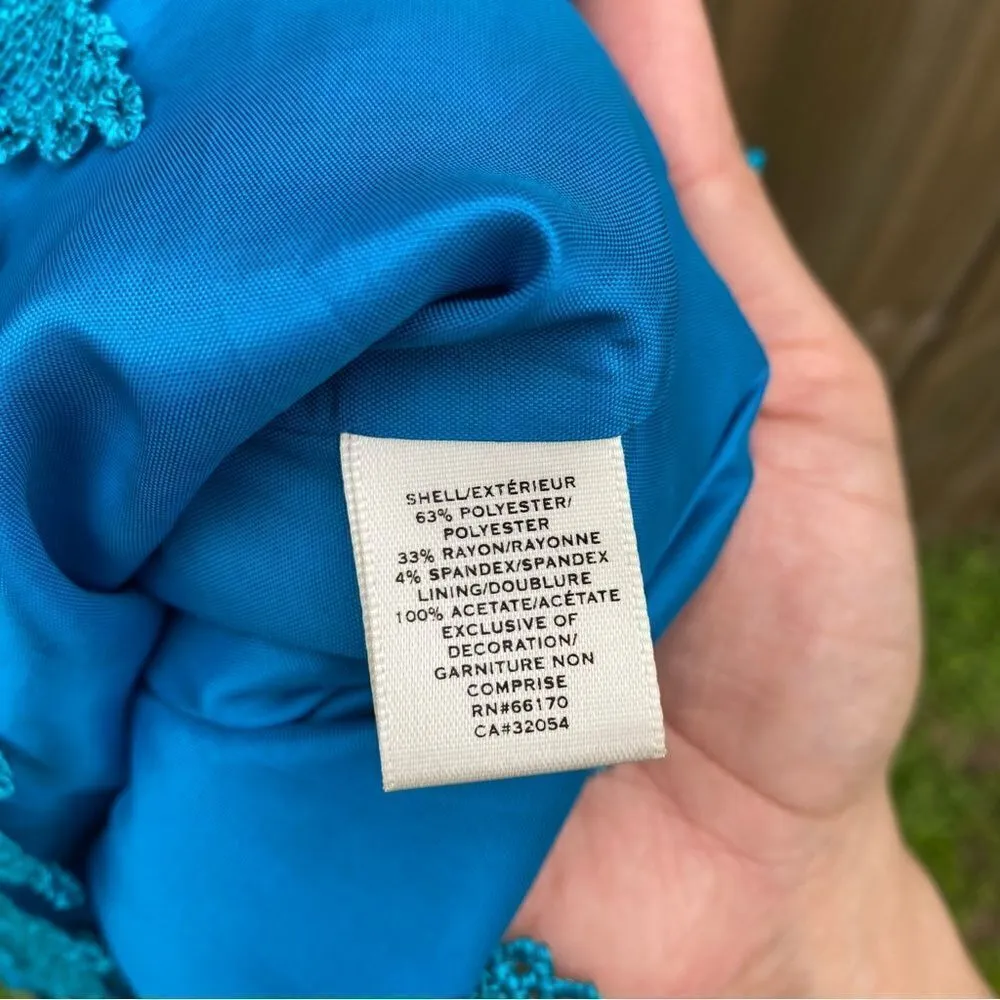 SHELL/EXTÉRIEUR
63% POLYESTER/
POLYESTER
33% RAYON/RAYONNE
4% SPANDEX/SPANDEX
LINING/DOUBLURE
100% ACETATE/ACÉTATE
EXCLUSIVE OF
DECORATION/
GARNITURE NON
COMPRISE
RN#66170
CA#32054